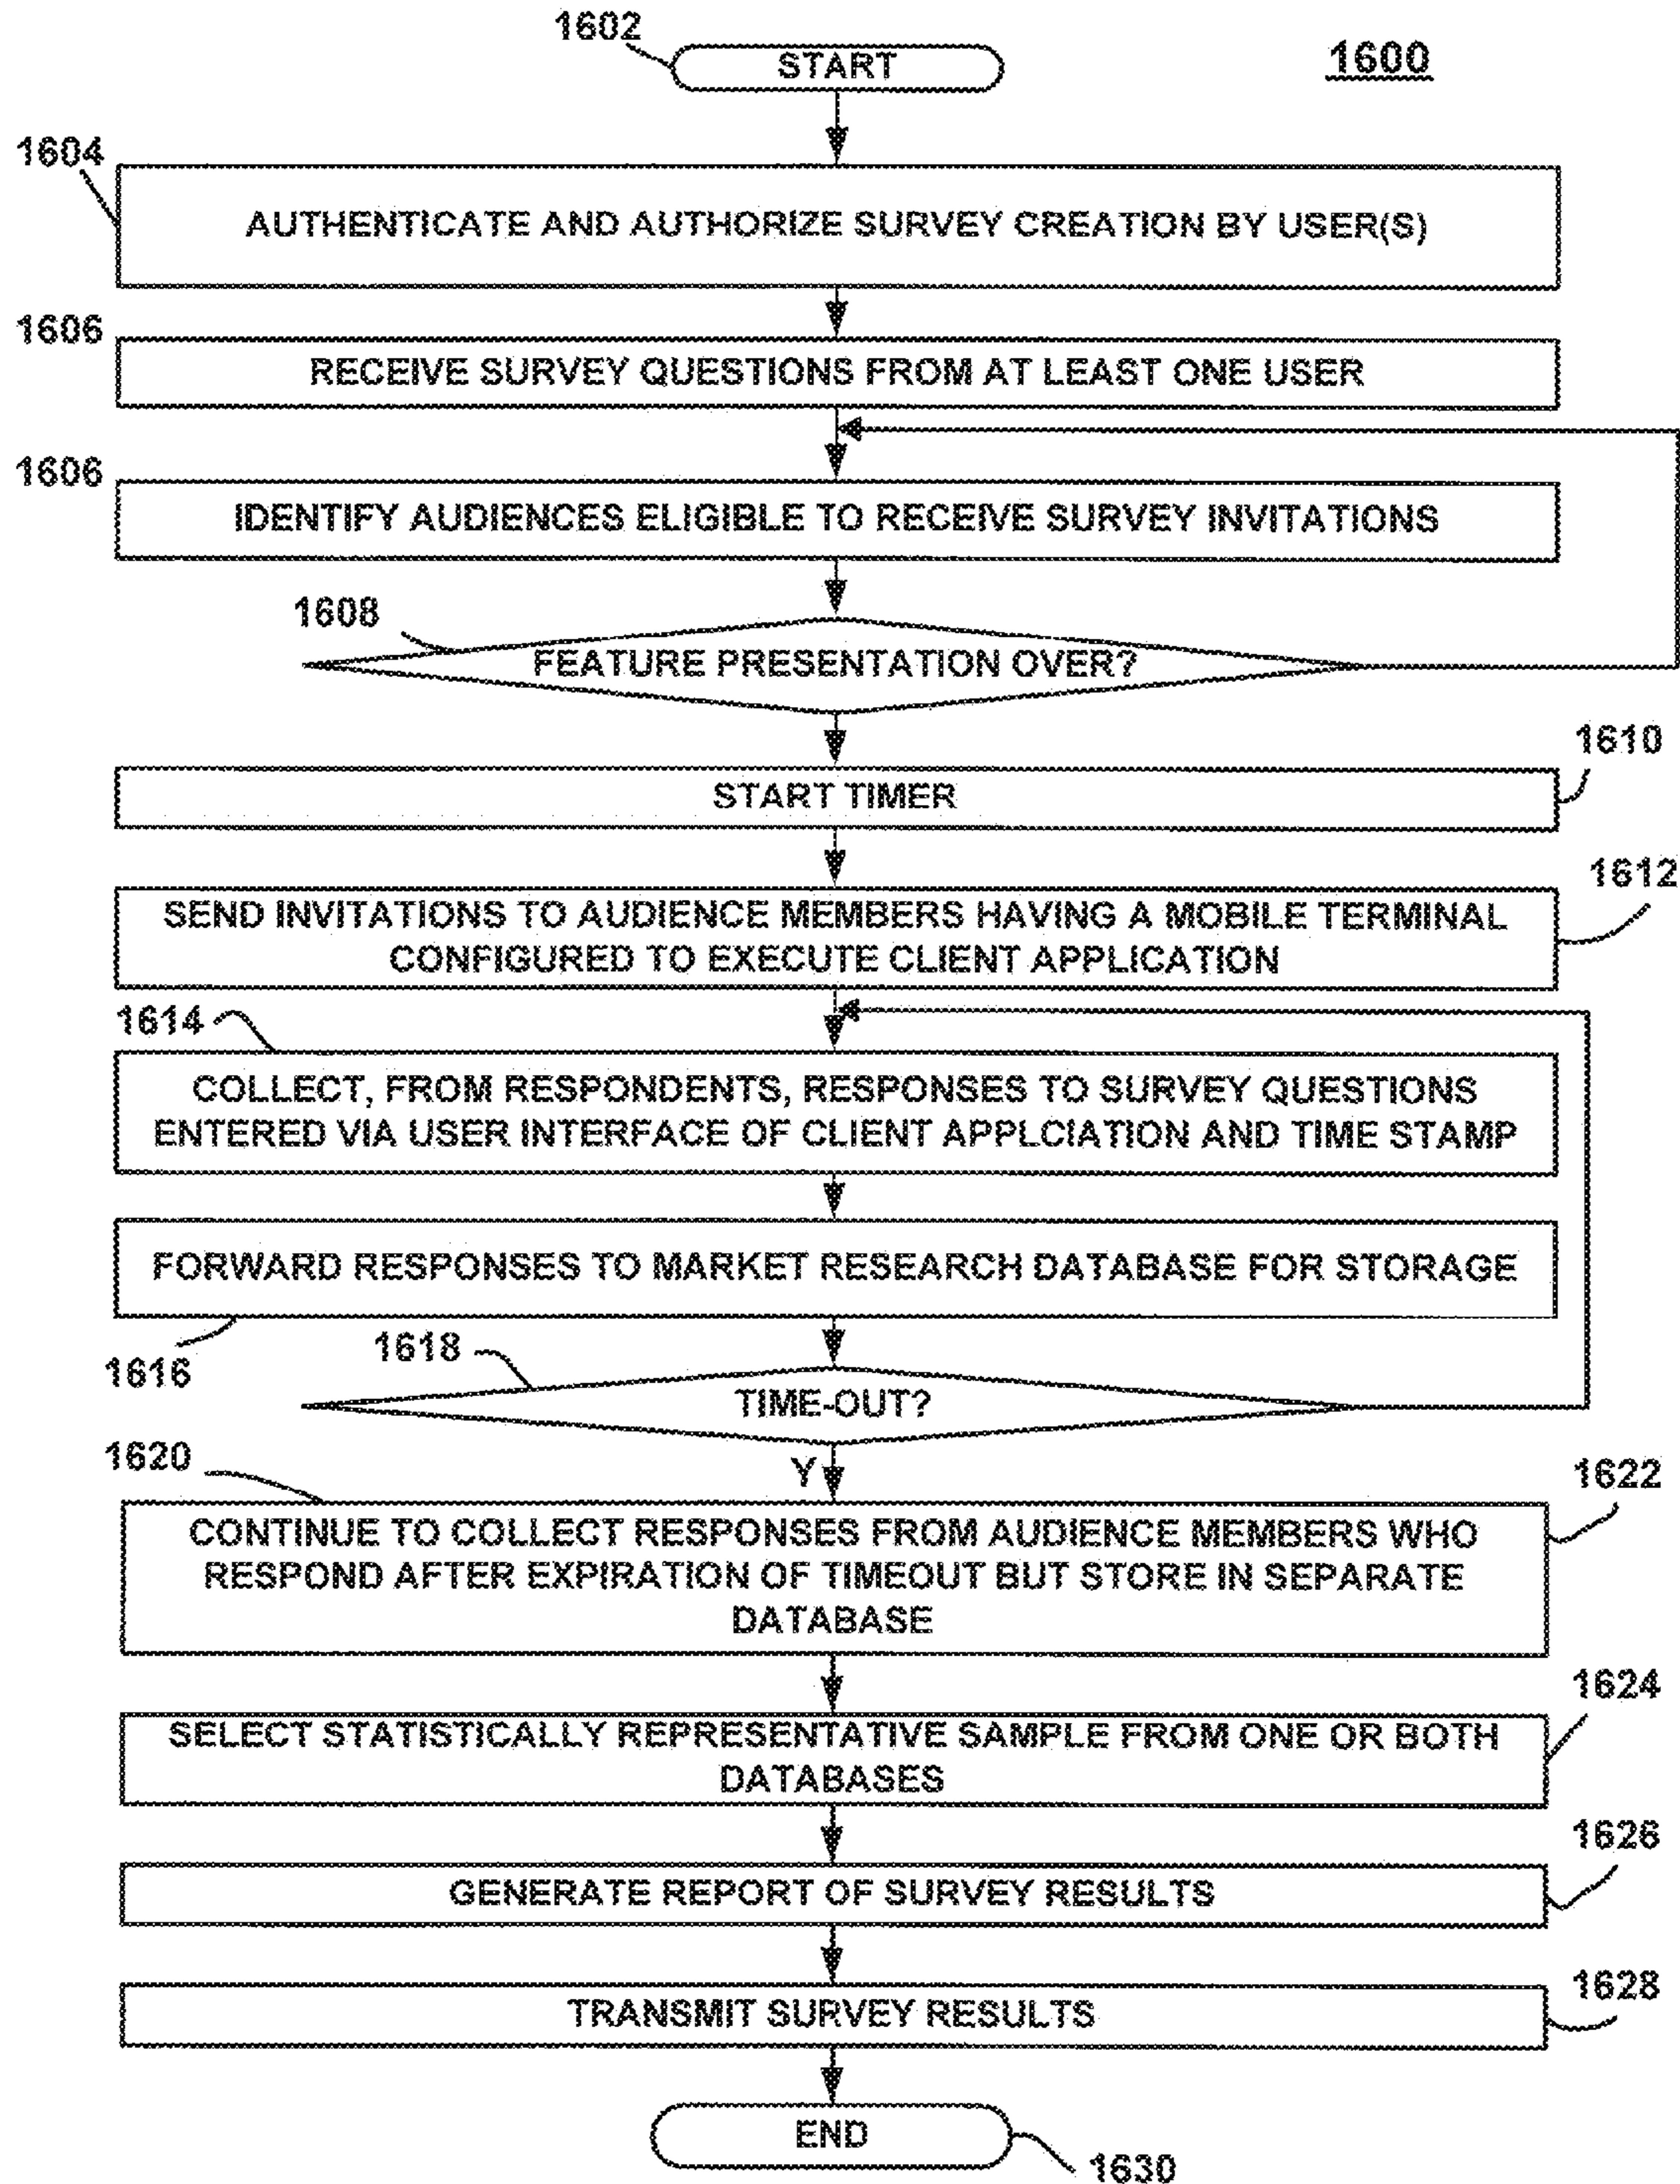 1602
START
1600
1604
AUTHENTICATE AND AUTHORIZE SURVEY CREATION BY USER(S)
1606
RECEIVE SURVEY QUESTIONS FROM AT LEAST ONE USER
1606
IDENTIFY AUDIENCES ELIGIBLE TO RECEIVE SURVEY INVITATIONS
1608
FEATURE PRESENTATION OVER?
1610
START TIMER
1612
SEND INVITATIONS TO AUDIENCE MEMBERS HAVING A MOBILE TERMINAL
CONFIGURED TO EXECUTE CLIENT APPLICATION
1614
COLLECT, FROM RESPONDENTS, RESPONSES TO SURVEY QUESTIONS
ENTERED VIA USER INTERFACE OF CLIENT APPLCIATION AND TIME STAMP
FORWARD RESPONSES TO MARKET RESEARCH DATABASE FOR STORAGE
1616
1618
TIME-OUT?
Y
1620
1622
CONTINUE TO COLLECT RESPONSES FROM AUDIENCE MEMBERS WHO
RESPOND AFTER EXPIRATION OF TIMEOUT BUT STORE IN SEPARATE
DATABASE
1624
SELECT STATISTICALLY REPRESENTATIVE SAMPLE FROM ONE OR BOTH
DATABASES
1626
GENERATE REPORT OF SURVEY RESULTS
1628
TRANSMIT SURVEY RESULTS
END
1630